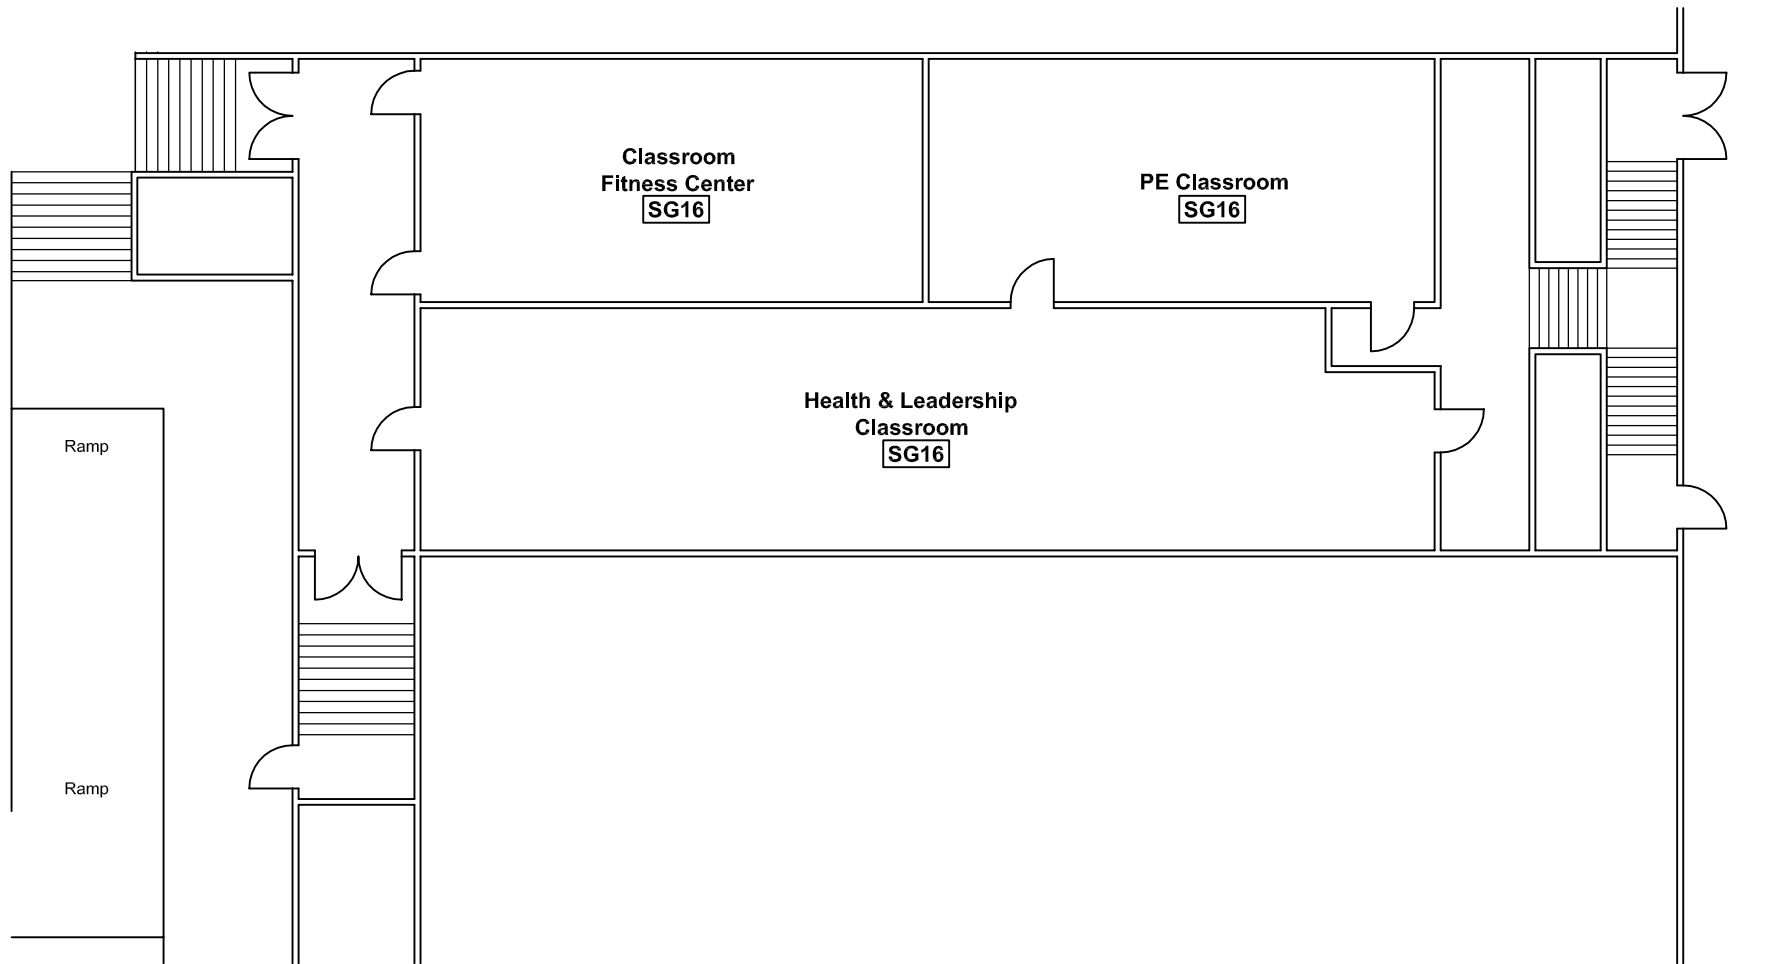 Classroom
Fitness Center
SG16
PE Classroom
SG16
Health & Leadership
Classroom
SG16
Ramp
Ramp